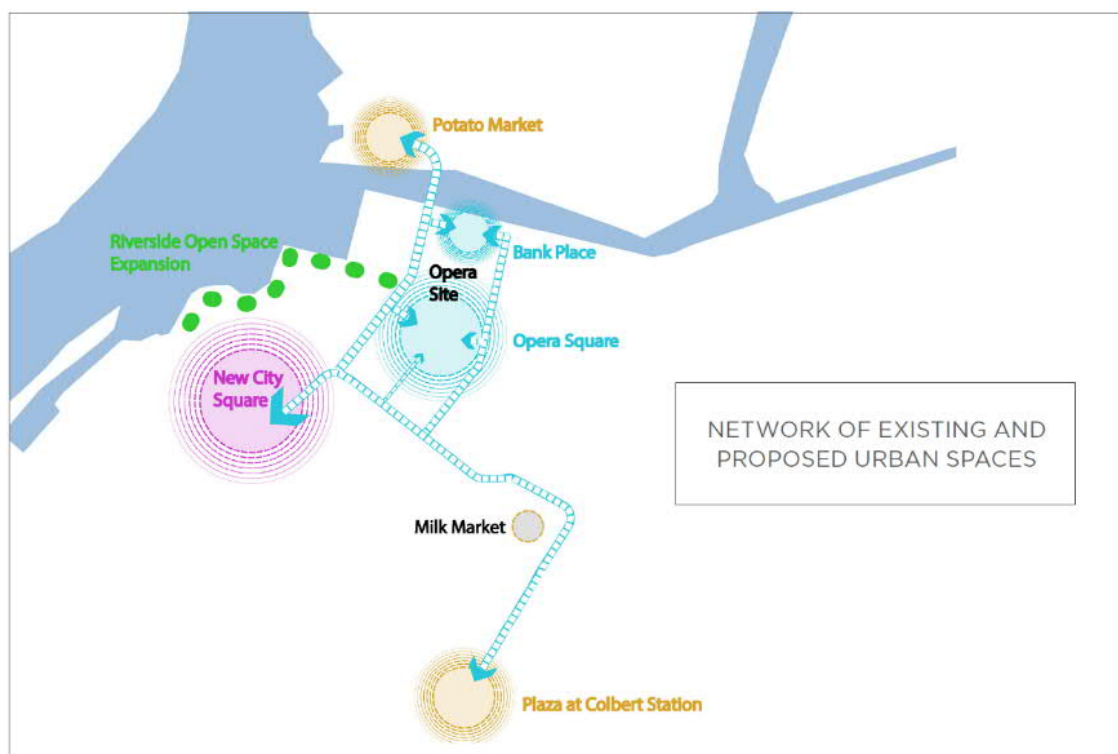 Potato Market
Riverside Open Space
Expansion
Bank Place
Opera
Site
Opera Square
New City
Square
NETWORK OF EXISTING AND
PROPOSED URBAN SPACES
Milk Market
Plaza at Colbert Station